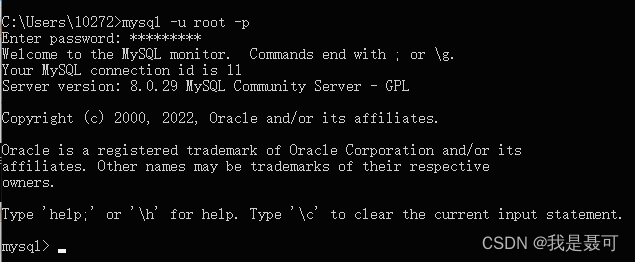 C:\Users\10272>mysql -u root -p
Enter password: *********
Welcome to the MySQL monitor.  Commands end with ; or \g.
Your MySQL connection id is 11
Server version: 8.0.29 MySQL Community Server - GPL
Copyright (c) 2000, 2022, Oracle and/or its affiliates.
Oracle is a registered trademark of Oracle Corporation and/or its
affiliates. Other names may be trademarks of their respective
owners.
Type 'help;' or '\h' for help. Type '\c' to clear the current input statement.
mysql> _
CSDN @我是聂可